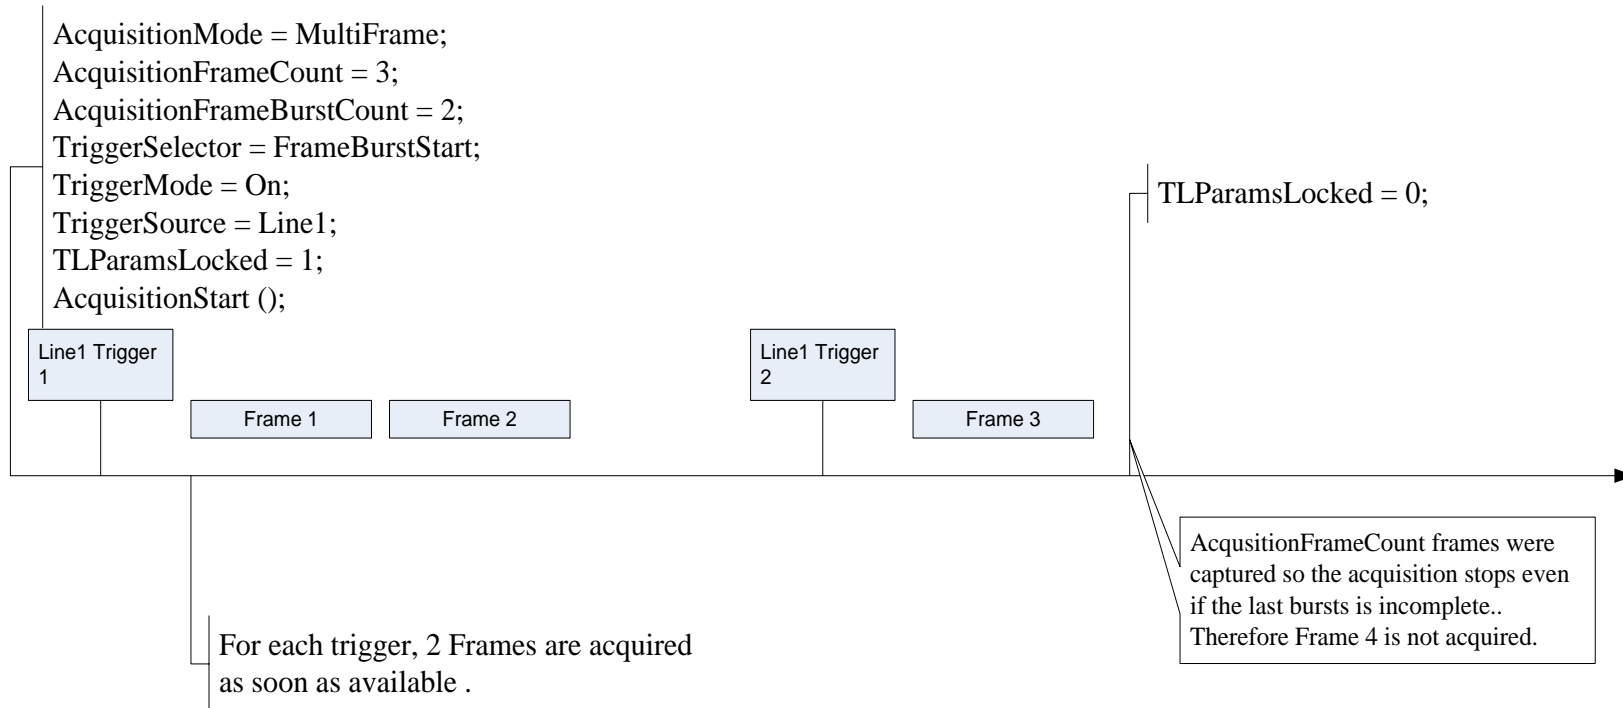 AcquisitionMode = MultiFrame;
AcquisitionFrameCount = 3;
AcquisitionFrameBurstCount = 2;
TriggerSelector = FrameBurstStart;
TriggerMode = On;
TriggerSource = Line1;
TLParamsLocked = 1;
AcquisitionStart ();
TLParamsLocked = 0;
Line1 Trigger
1
Line1 Trigger
2
Frame 1
Frame 2
Frame 3
AcqusitionFrameCount frames were
captured so the acquisition stops even
if the last bursts is incomplete..
Therefore Frame 4 is not acquired.
For each trigger, 2 Frames are acquired
as soon as available .